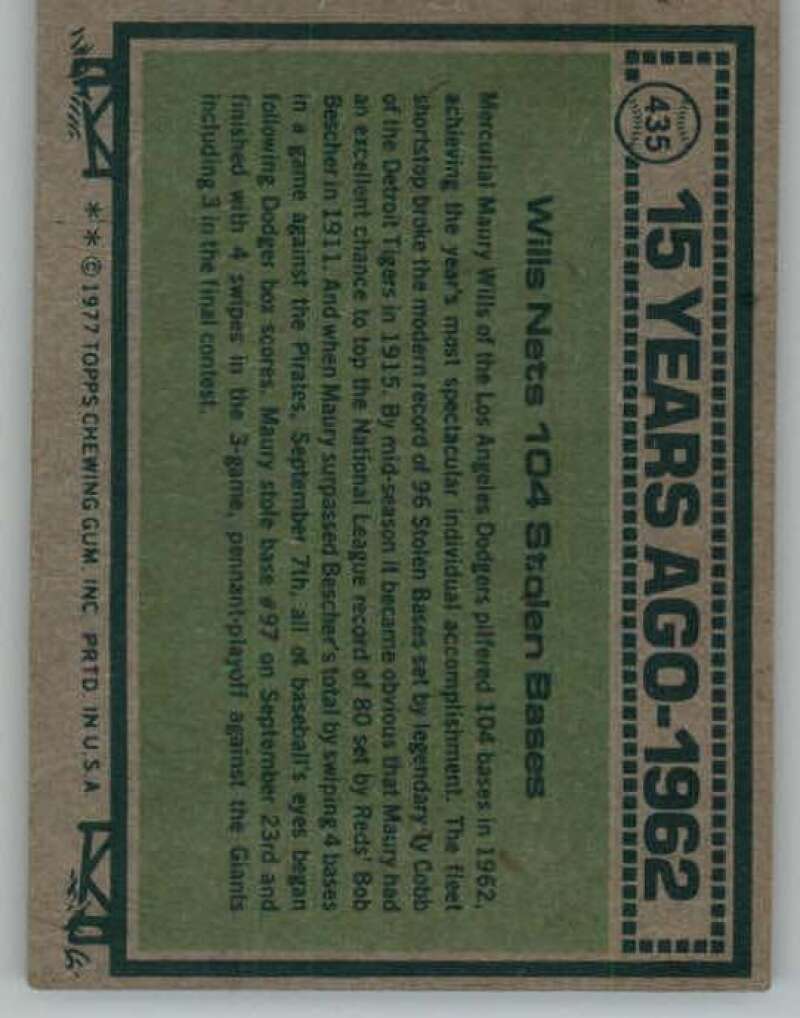 435
15 YEARS AGO-1962
Wills Nets 104 Stolen Bases
Mercurial Maury Wills of the Los Angeles Dodgers pilfered 104 bases in 1962,
achieving the year's most spectacular individual accomplishment. The fleet
shortstop broke the modern record of 96 Stolen Bases set by legendary Ty Cobb
of the Detroit Tigers in 1915. By mid-season it became obvious that Maury had
an excellent chance to top the National League record of 80 set by Reds' Bob
Bescher in 1911. And when Maury surpassed Bescher's total by swiping 4 bases
in a game against the Pirates, September 7th, all of baseball's eyes began
following Dodger box scores. Maury stole base #97 on September 23rd and
finished with 4 swipes in the 3-game, pennant-playoff against the Giants
including 3 in the final contest.
** © 1977 TOPPS CHEWING GUM, INC. PRTD. IN U.S.A.